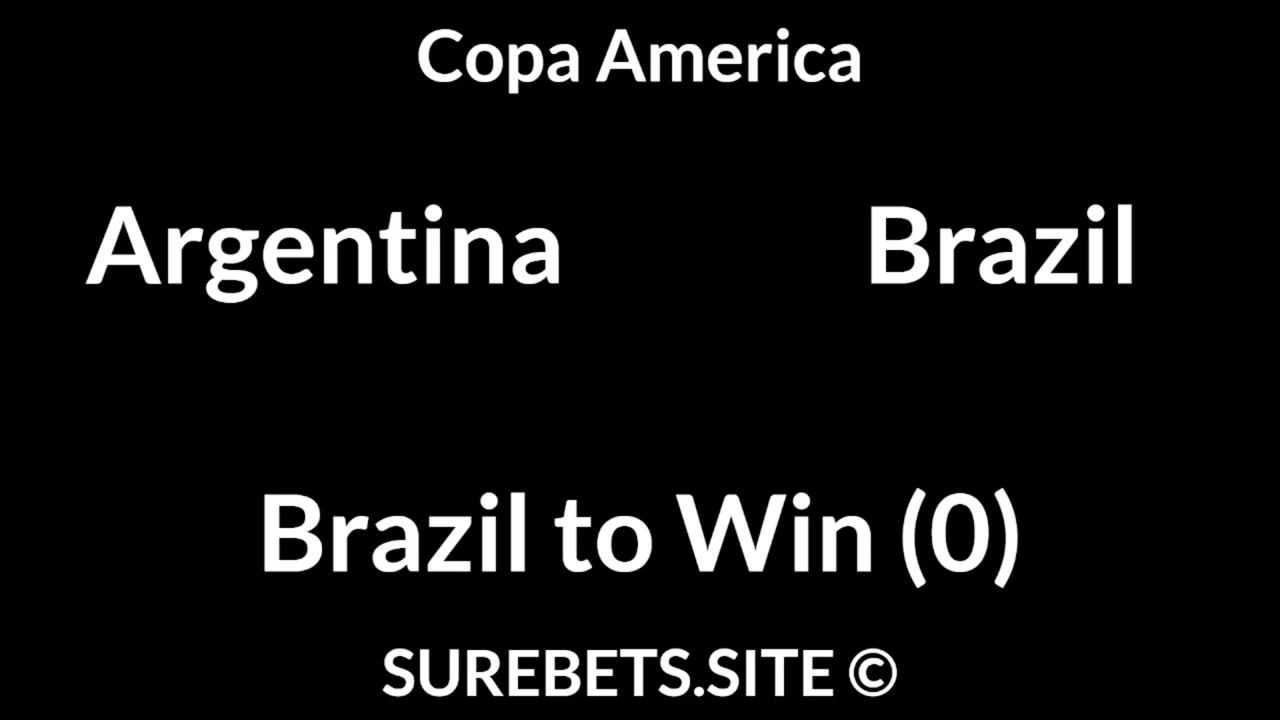 Copa America
Argentina Brazil
Brazil to Win (0)
SUREBETS.SITE ©